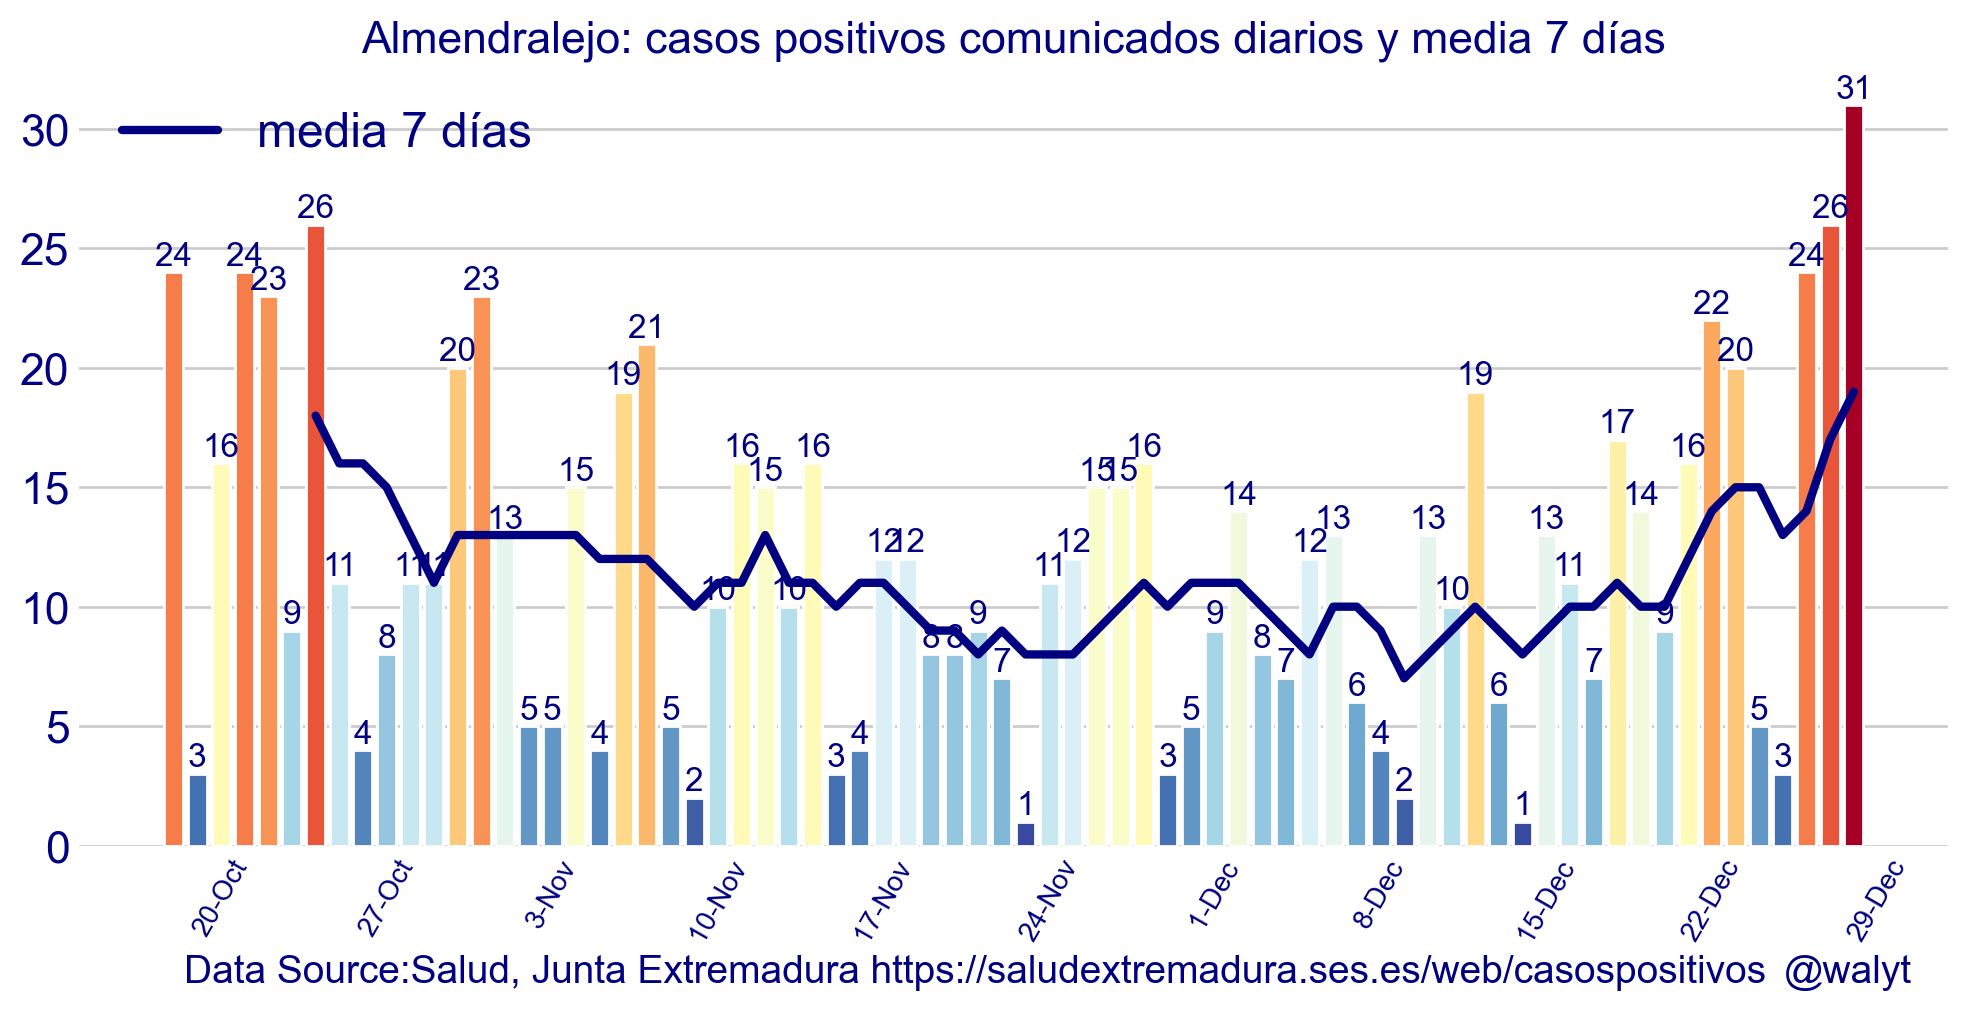 Almendralejo: casos positivos comunicados diarios y media 7 días
media 7 días
30
25
20
15
10
5
0
24 3 16 24 23 9 26 11 4 8 11 11 20 23 13 5 5 15 4 19 21 5 2 10 16 15 10 16 3 4 12 12 8 8 9 7 1 11 12 15 15 16 3 5 9 14 8 7 12 13 6 4 2 13 10 19 6 1 13 11 7 17 14 9 16 22 20 5 3 24 26 31
20-Oct 27-Oct 3-Nov 10-Nov 17-Nov 24-Nov 1-Dec 8-Dec 15-Dec 22-Dec 29-Dec
Data Source:Salud, Junta Extremadura https://saludextremadura.ses.es/web/casospositivos @walyt